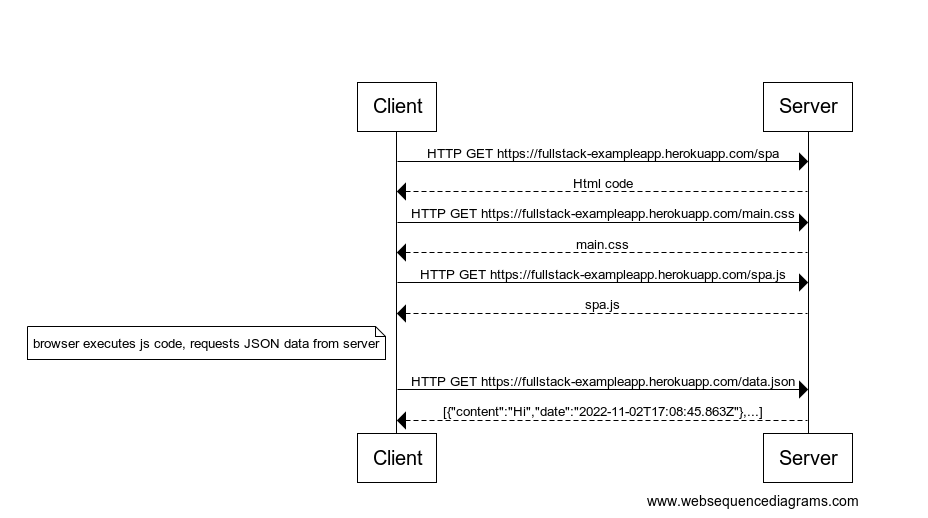 Client
Server
HTTP GET https://fullstack-exampleapp.herokuapp.com/spa
Html code
HTTP GET https://fullstack-exampleapp.herokuapp.com/main.css
main.css
HTTP GET https://fullstack-exampleapp.herokuapp.com/spa.js
spa.js
browser executes js code, requests JSON data from server
HTTP GET https://fullstack-exampleapp.herokuapp.com/data.json
[{"content":"Hi","date":"2022-11-02T17:08:45.863Z"},...]
Client
Server
www.websequencediagrams.com